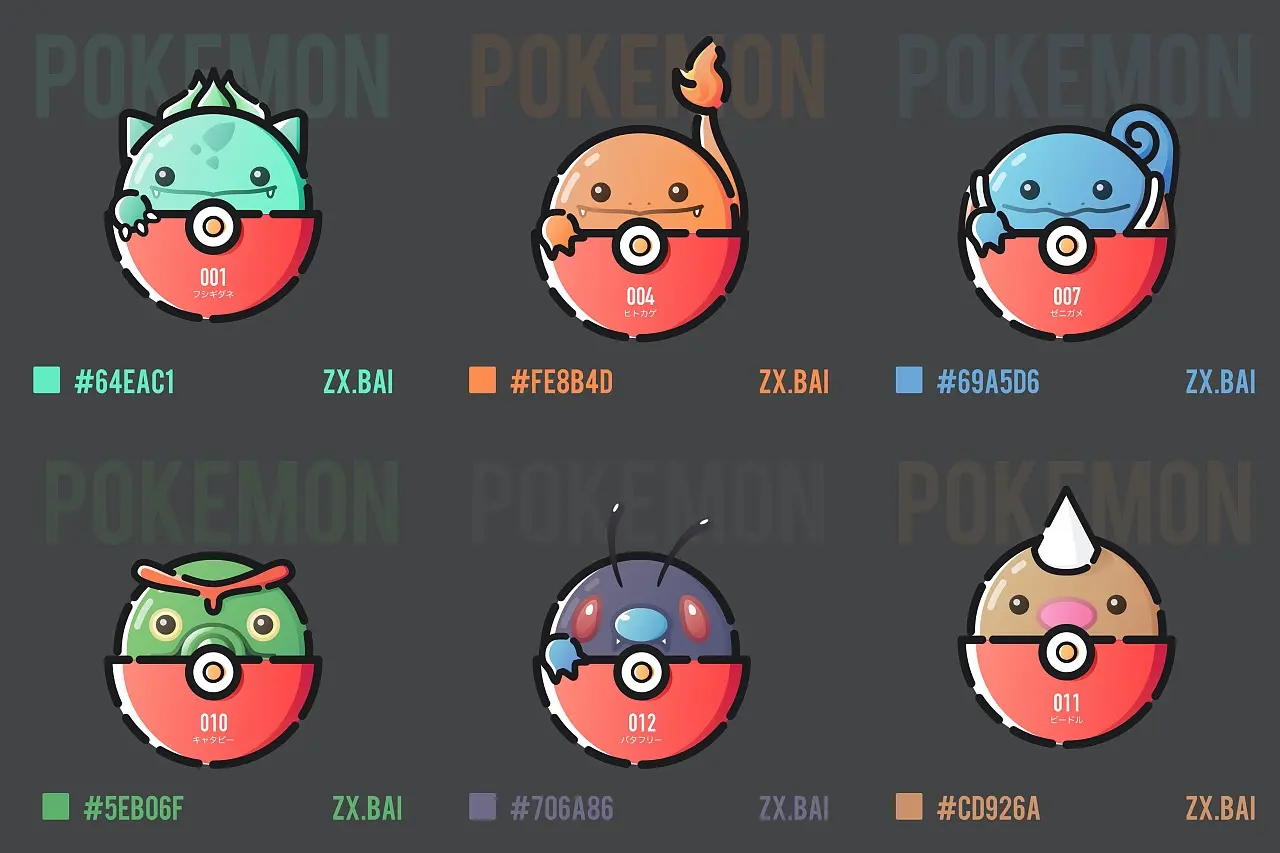 POKEMON
001
フシギダネ
#64EAC1
ZX.BAI
POKEMON
004
ヒトカゲ
#FE8B4D
ZX.BAI
POKEMON
007
ゼニガメ
#69A5D6
ZX.BAI
POKEMON
010
キャタピー
#5EB06F
ZX.BAI
POKEMON
012
バタフリー
#706A86
ZX.BAI
POKEMON
011
ビードル
#CD926A
ZX.BAI